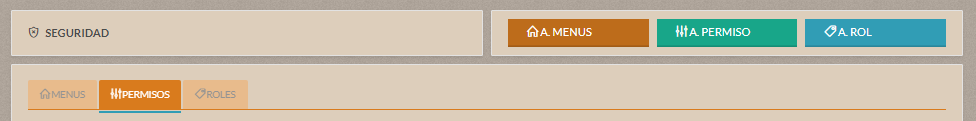 SEGURIDAD
A. MENUS
A. PERMISO
A. ROL
MENUS
PERMISOS
ROLES